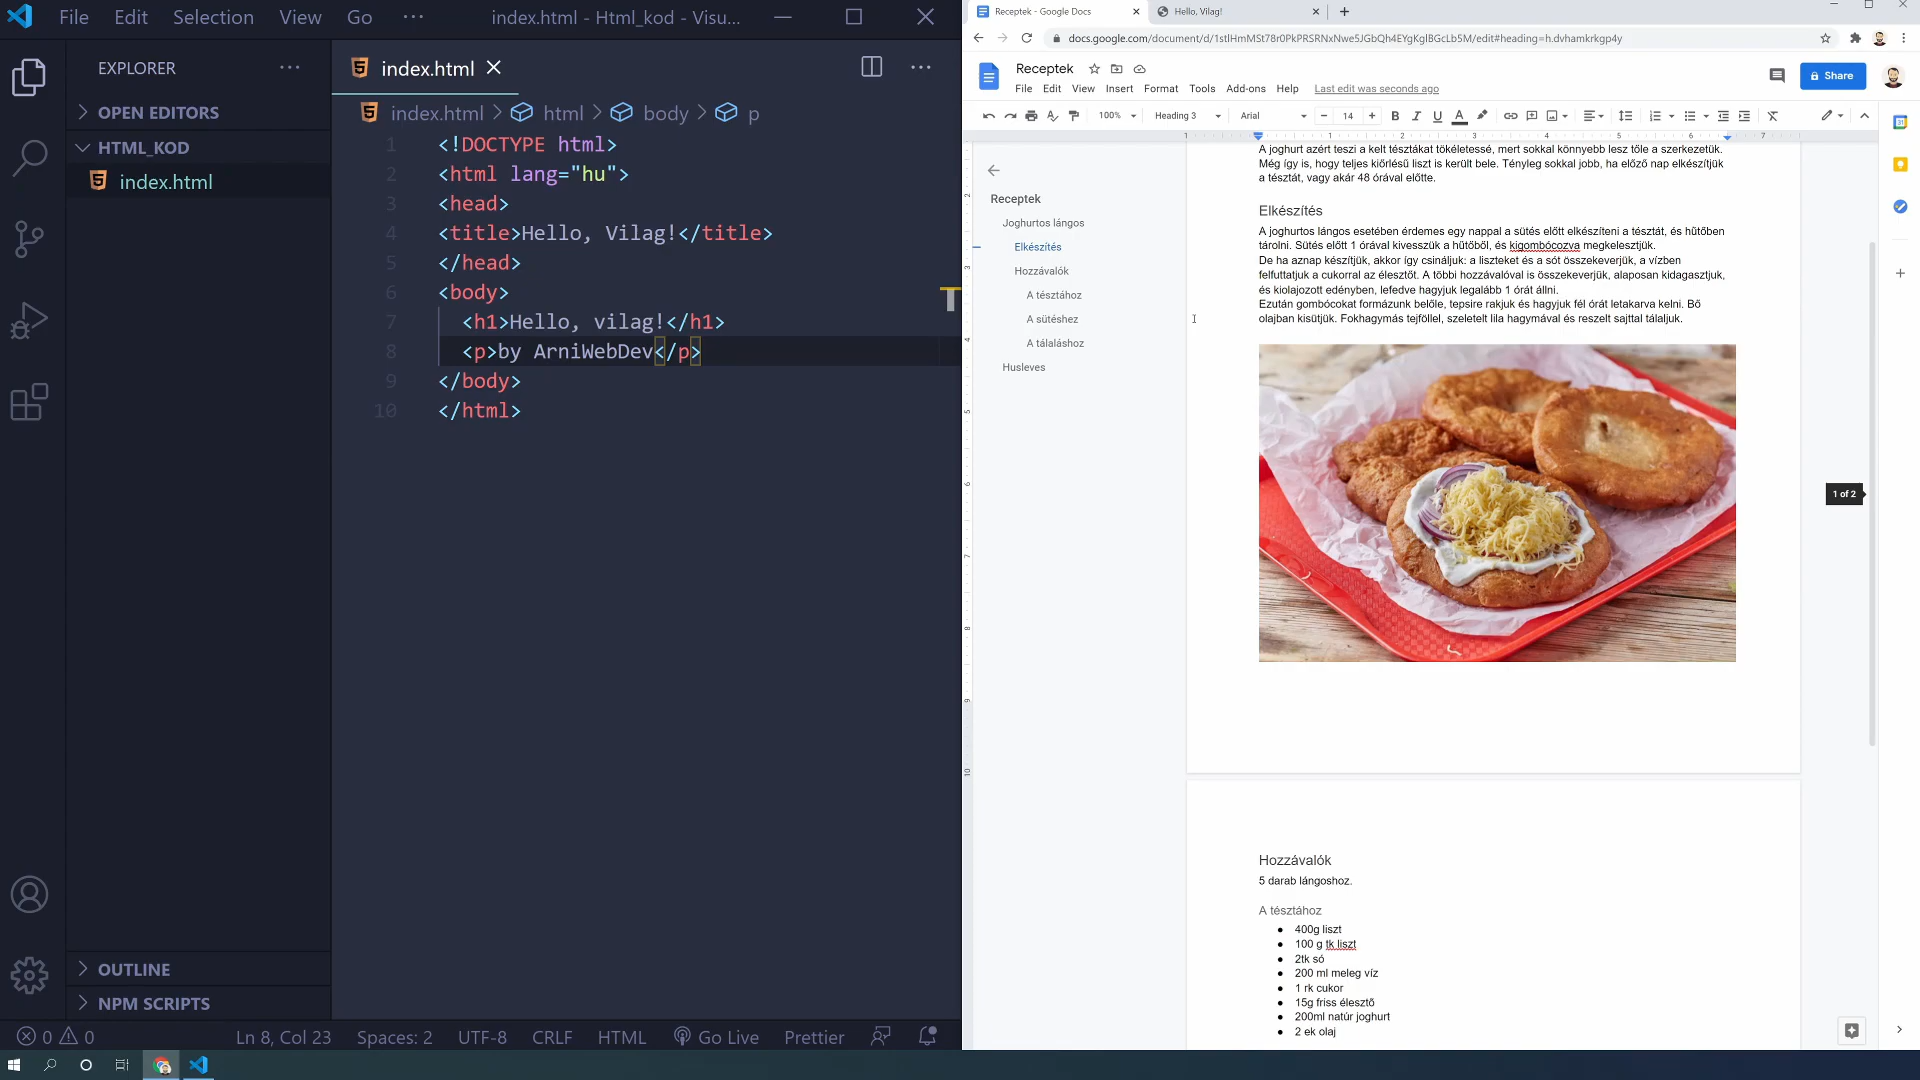 File Edit Selection View Go ··· index.html - Html_kod - Visu...
EXPLORER ···
OPEN EDITORS
HTML_KOD
index.html
OUTLINE
NPM SCRIPTS
index.html
index.html > html > body > p
1 <!DOCTYPE html>
2 <html lang="hu">
3 <head>
4 <title>Hello, Vilag!</title>
5 </head>
6 <body>
7 <h1>Hello, vilag!</h1>
8 <p>by ArniWebDev</p>
9 </body>
10 </html>
0 0 Ln 8, Col 23 Spaces: 2 UTF-8 CRLF HTML Go Live Prettier
Receptek - Google Docs Hello, Vilag!
docs.google.com/document/d/1stlHmMSt78r0PkPRSRNxNwe5JGbQh4EYgKglBGcLb5M/edit#heading=h.dvhamkrkgp4y
Receptek
Share
File Edit View Insert Format Tools Add-ons Help Last edit was seconds ago
100% Heading 3 Arial 14 B I U A
1 1 2 3 4 5 6 7
Receptek
Joghurtos lángos
Elkészítés
Hozzávalók
A tésztához
A sütéshez
A tálaláshoz
Husleves
A joghurt azért teszi a kelt tésztákat tökéletessé, mert sokkal könnyebb lesz tőle a szerkezetük.
Még így is, hogy teljes kiőrlésű liszt is került bele. Tényleg sokkal jobb, ha előző nap elkészítjük
a tésztát, vagy akár 48 órával előtte.
Elkészítés
A joghurtos lángos esetében érdemes egy nappal a sütés előtt elkészíteni a tésztát, és hűtőben
tárolni. Sütés előtt 1 órával kivesszük a hűtőből, és kigombócozva megkelesztjük.
De ha aznap készítjük, akkor így csináljuk: a liszteket és a sót összekeverjük, a vízben
felfuttatjuk a cukorral az élesztőt. A többi hozzávalóval is összekeverjük, alaposan kidagasztjuk,
és kiolajozott edényben, lefedve hagyjuk legalább 1 órát állni.
Ezután gombócokat formázunk belőle, tepsire rakjuk és hagyjuk fél órát letakarva kelni. Bő
olajban kisütjük. Fokhagymás tejföllel, szeletelt lila hagymával és reszelt sajttal tálaljuk.
1 of 2
Hozzávalók
5 darab lángoshoz.
A tésztához
● 400g liszt
● 100 g tk liszt
● 2tk só
● 200 ml meleg víz
● 1 rk cukor
● 15g friss élesztő
● 200ml natúr joghurt
● 2 ek olaj